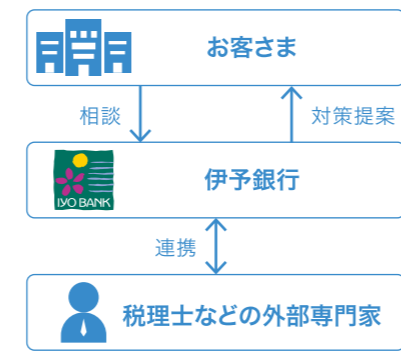 お客さま
相談
対策提案
IYO BANK
伊予銀行
連携
税理士などの外部専門家